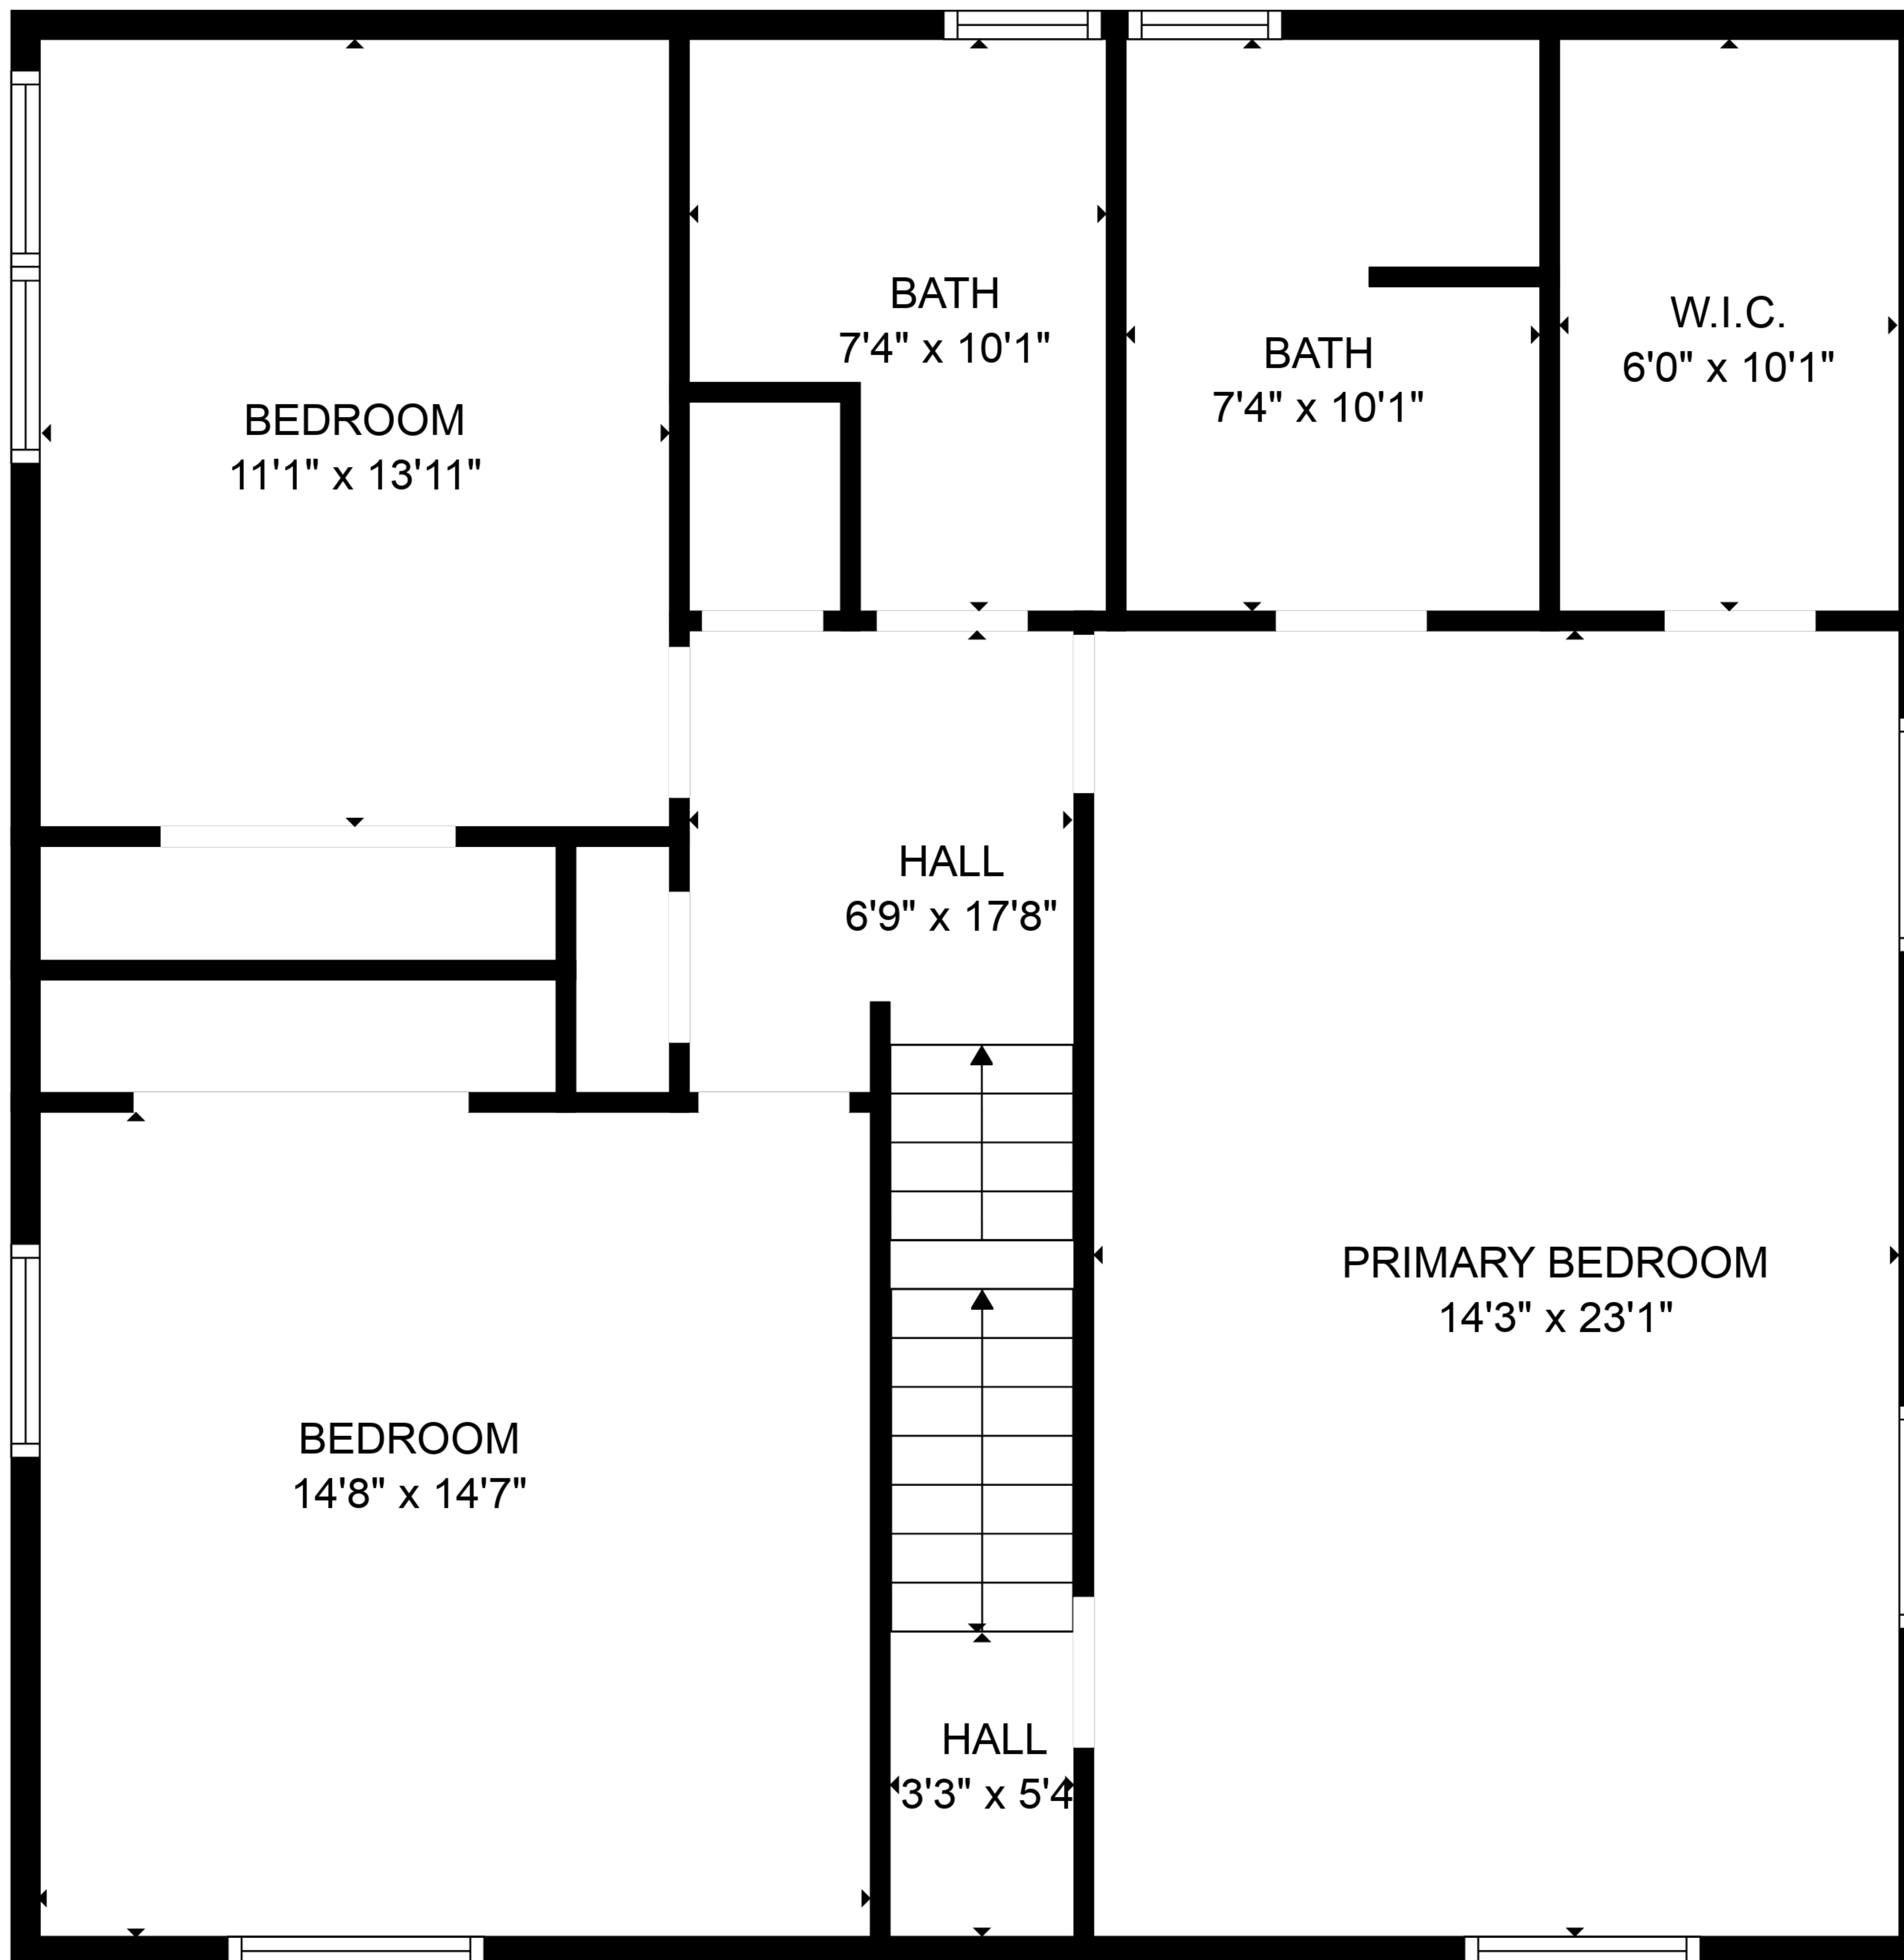 BATH
7'4" x 10'1"
W.I.C.
6'0" x 10'1"
BATH
7'4" x 10'1"
BEDROOM
11'1" x 13'11"
HALL
6'9" x 17'8"
PRIMARY BEDROOM
14'3" x 23'1"
BEDROOM
14'8" x 14'7"
HALL
3'3" x 5'4